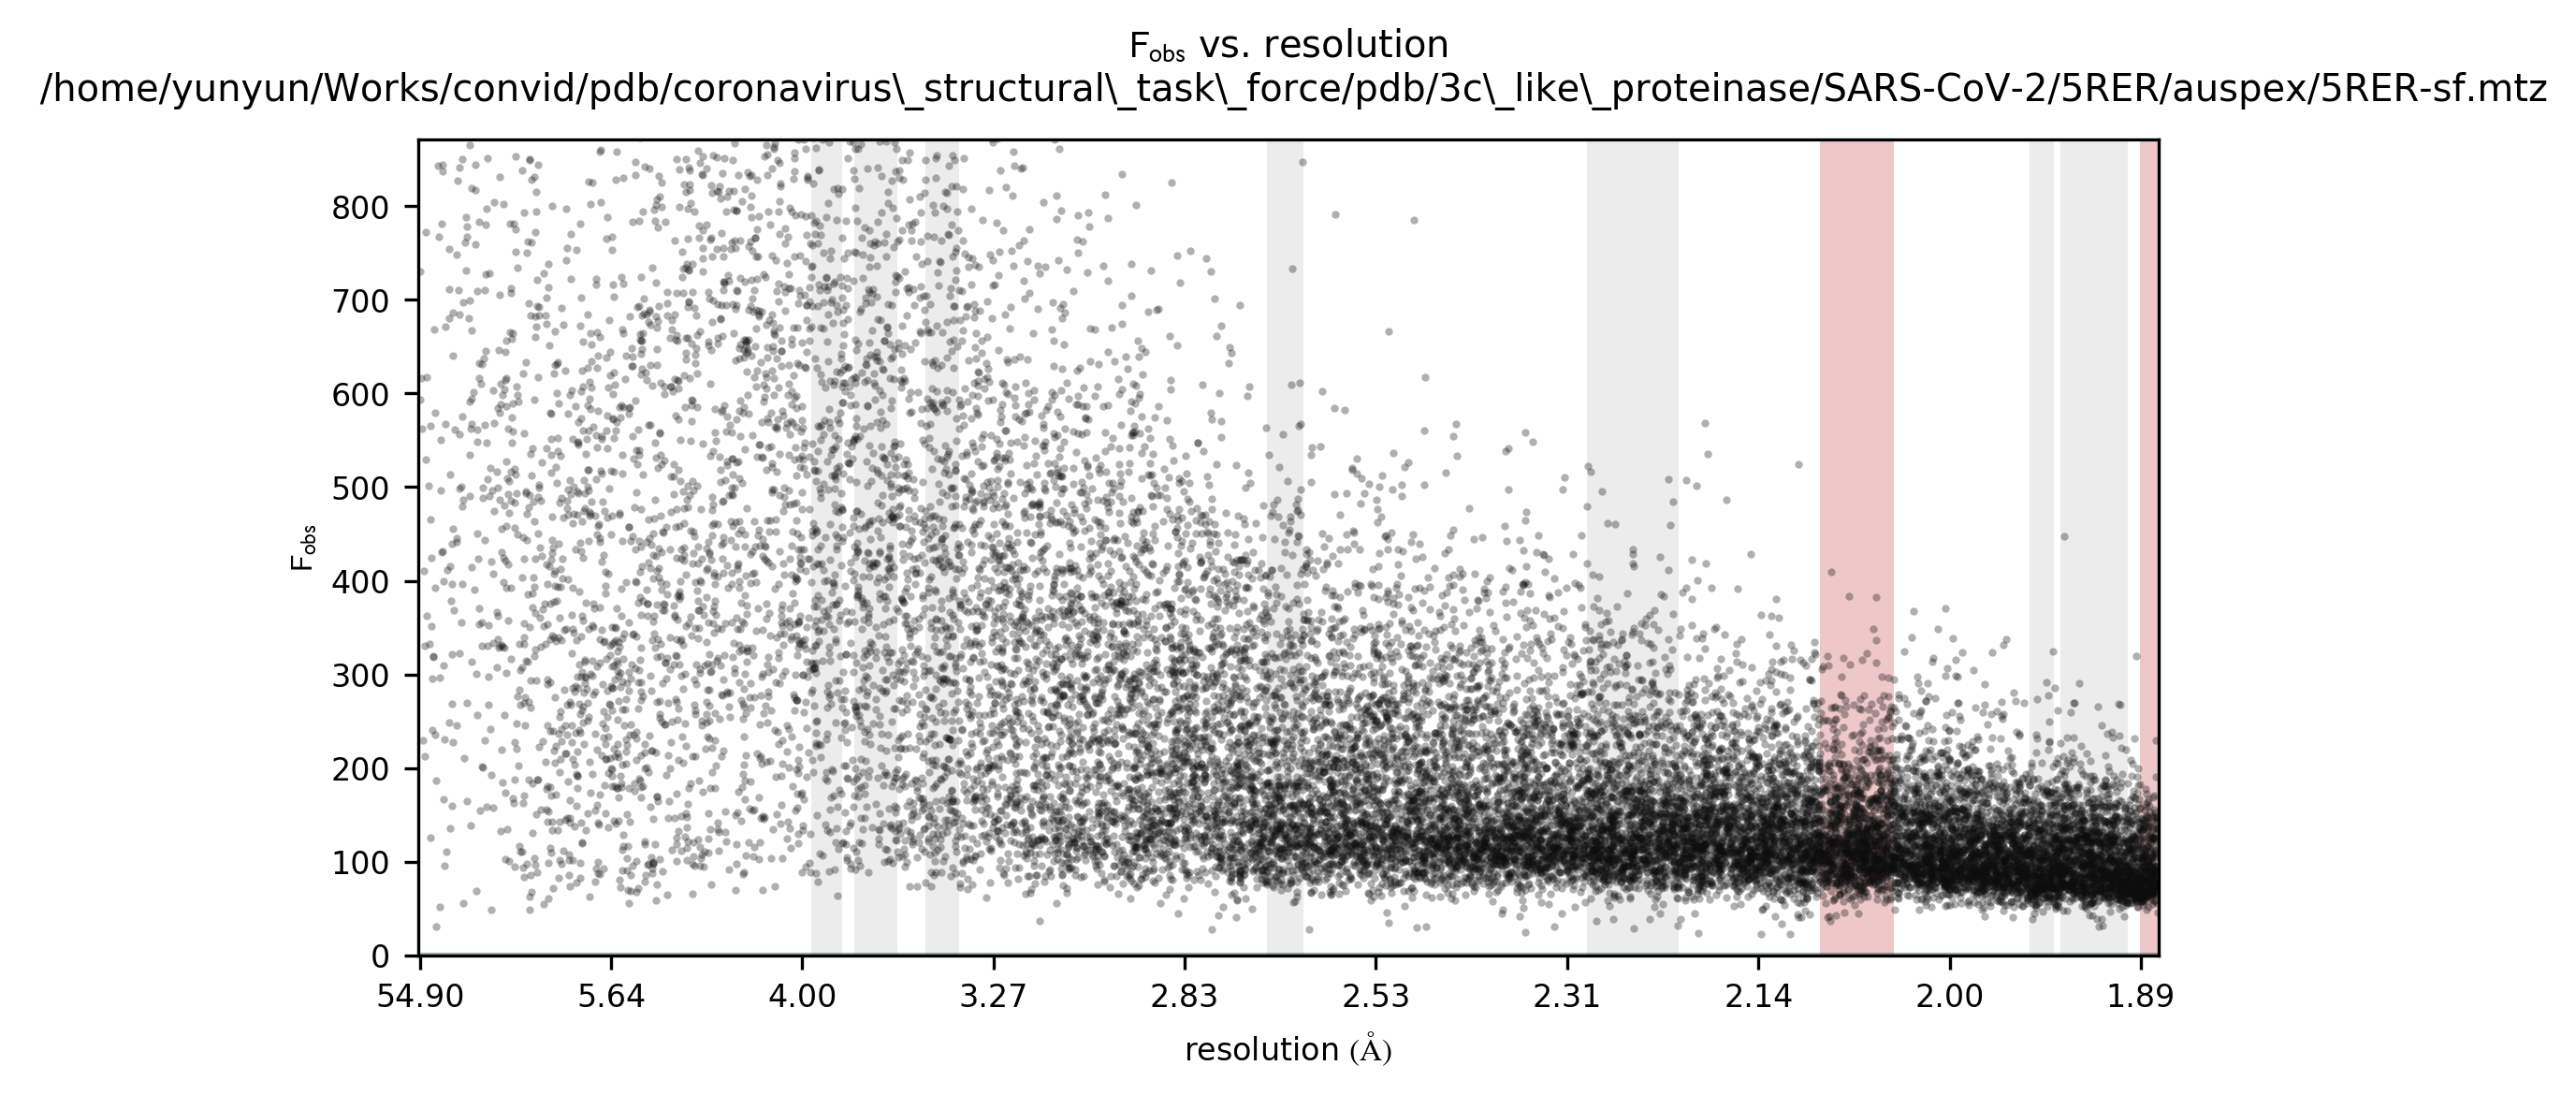 Fobs vs. resolution
/home/yunyun/Works/convid/pdb/coronavirus\_structural\_task\_force/pdb/3c\_like\_proteinase/SARS-CoV-2/5RER/auspex/5RER-sf.mtz
800
700
600
500
400
300
200
100
0
Fobs
54.90 5.64 4.00 3.27 2.83 2.53 2.31 2.14 2.00 1.89
resolution (Å)